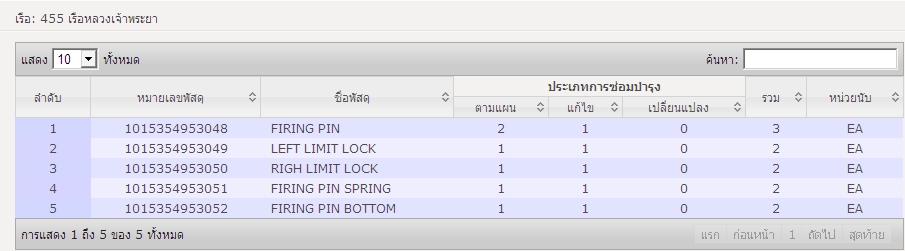 เรือ: 455 เรือหลวงเจ้าพระยา
แสดง 10 ทั้งหมด ค้นหา:
ลำดับ หมายเลขพัสดุ ชื่อพัสดุ ประเภทการซ่อมบำรุง รวม หน่วยนับ
ตามแผน แก้ไข เปลี่ยนแปลง
1 1015354953048 FIRING PIN 2 1 0 3 EA
2 1015354953049 LEFT LIMIT LOCK 1 1 0 2 EA
3 1015354953050 RIGH LIMIT LOCK 1 1 0 2 EA
4 1015354953051 FIRING PIN SPRING 1 1 0 2 EA
5 1015354953052 FIRING PIN BOTTOM 1 1 0 2 EA
การแสดง 1 ถึง 5 ของ 5 ทั้งหมด แรก ก่อนหน้า 1 ถัดไป สุดท้าย